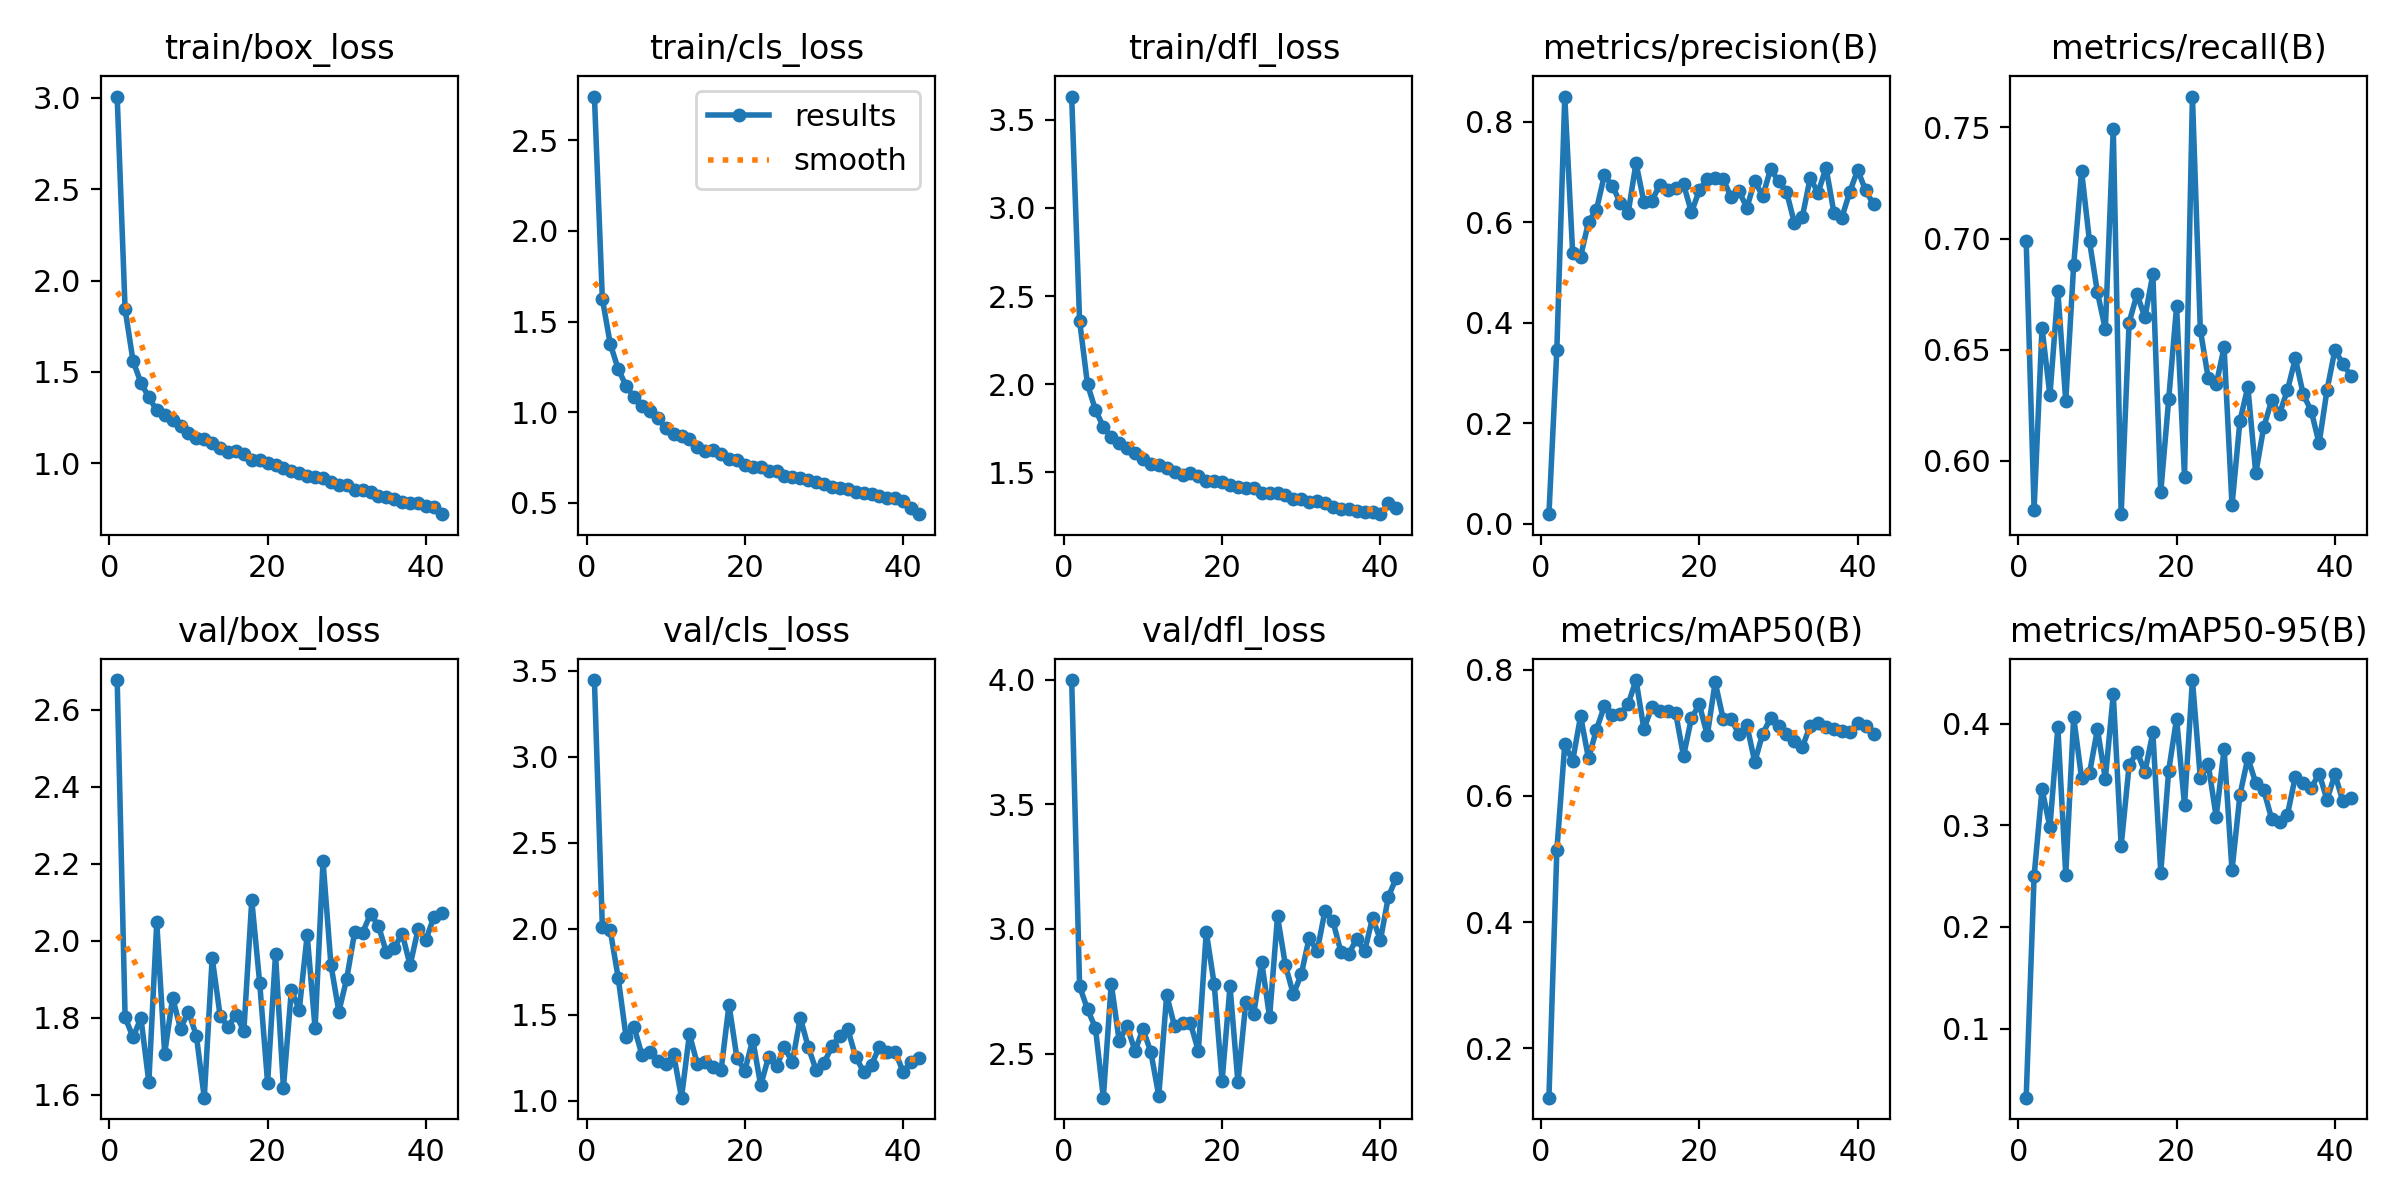 train/box_loss
3.0
2.5
2.0
1.5
1.0
0 20 40
train/cls_loss
results
smooth
2.5
2.0
1.5
1.0
0.5
0 20 40
train/dfl_loss
3.5
3.0
2.5
2.0
1.5
0 20 40
metrics/precision(B)
0.8
0.6
0.4
0.2
0.0
0 20 40
metrics/recall(B)
0.75
0.70
0.65
0.60
0 20 40
val/box_loss
2.6
2.4
2.2
2.0
1.8
1.6
0 20 40
val/cls_loss
3.5
3.0
2.5
2.0
1.5
1.0
0 20 40
val/dfl_loss
4.0
3.5
3.0
2.5
0 20 40
metrics/mAP50(B)
0.8
0.6
0.4
0.2
0 20 40
metrics/mAP50-95(B)
0.4
0.3
0.2
0.1
0 20 40